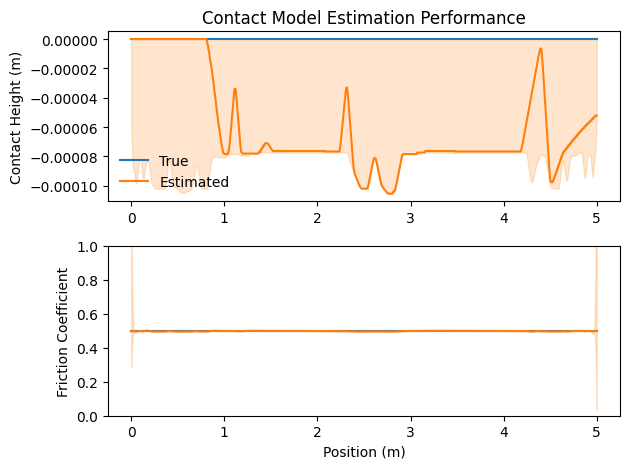 Contact Model Estimation Performance
Contact Height (m)
0.00000
−0.00002
−0.00004
−0.00006
−0.00008
−0.00010
True
Estimated
0 1 2 3 4 5
Friction Coefficient
1.0
0.8
0.6
0.4
0.2
0.0
0 1 2 3 4 5
Position (m)